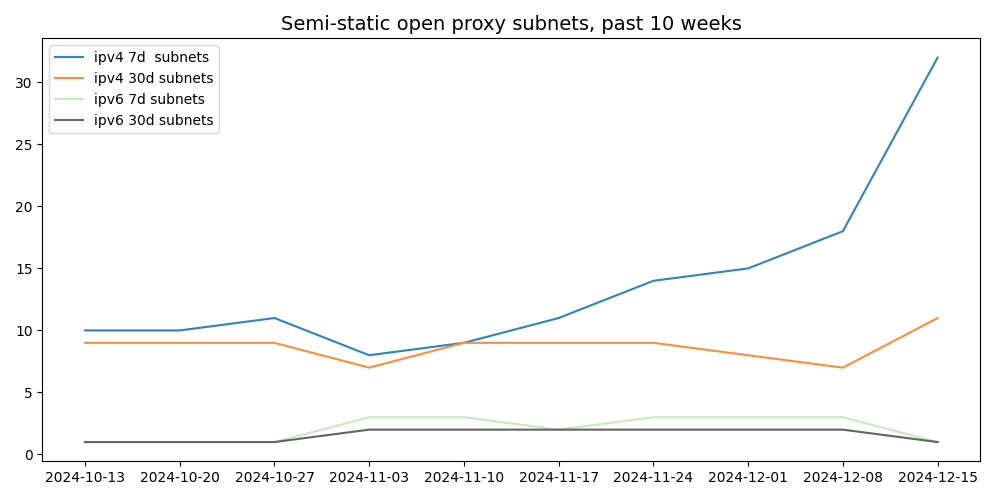 Semi-static open proxy subnets, past 10 weeks
ipv4 7d  subnets
ipv4 30d subnets
ipv6 7d subnets
ipv6 30d subnets
30
25
20
15
10
5
0
2024-10-13 2024-10-20 2024-10-27 2024-11-03 2024-11-10 2024-11-17 2024-11-24 2024-12-01 2024-12-08 2024-12-15